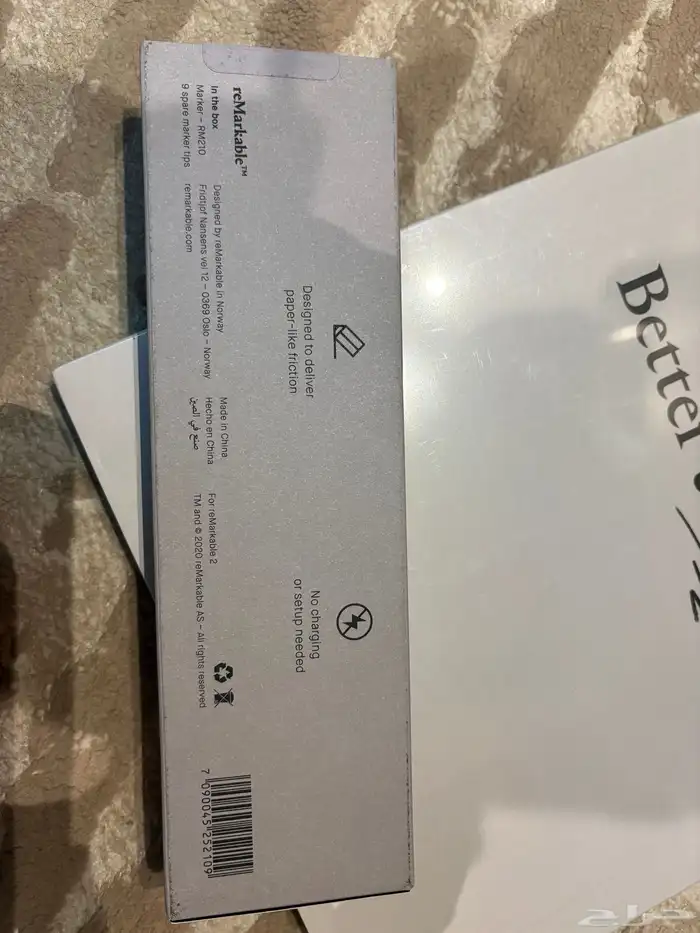 reMarkable™
In the box
Marker – RM210
9 spare marker tips
Designed by reMarkable in Norway
Fridtjof Nansens vei 12 – 0369 Oslo – Norway
remarkable.com
Made in China
Hecho en China
صنع في الصين
For reMarkable 2
TM and © 2020 reMarkable AS – All rights reserved
Designed to deliver
paper-like friction
No charging
or setup needed
7 090045 252109
Better
حراج